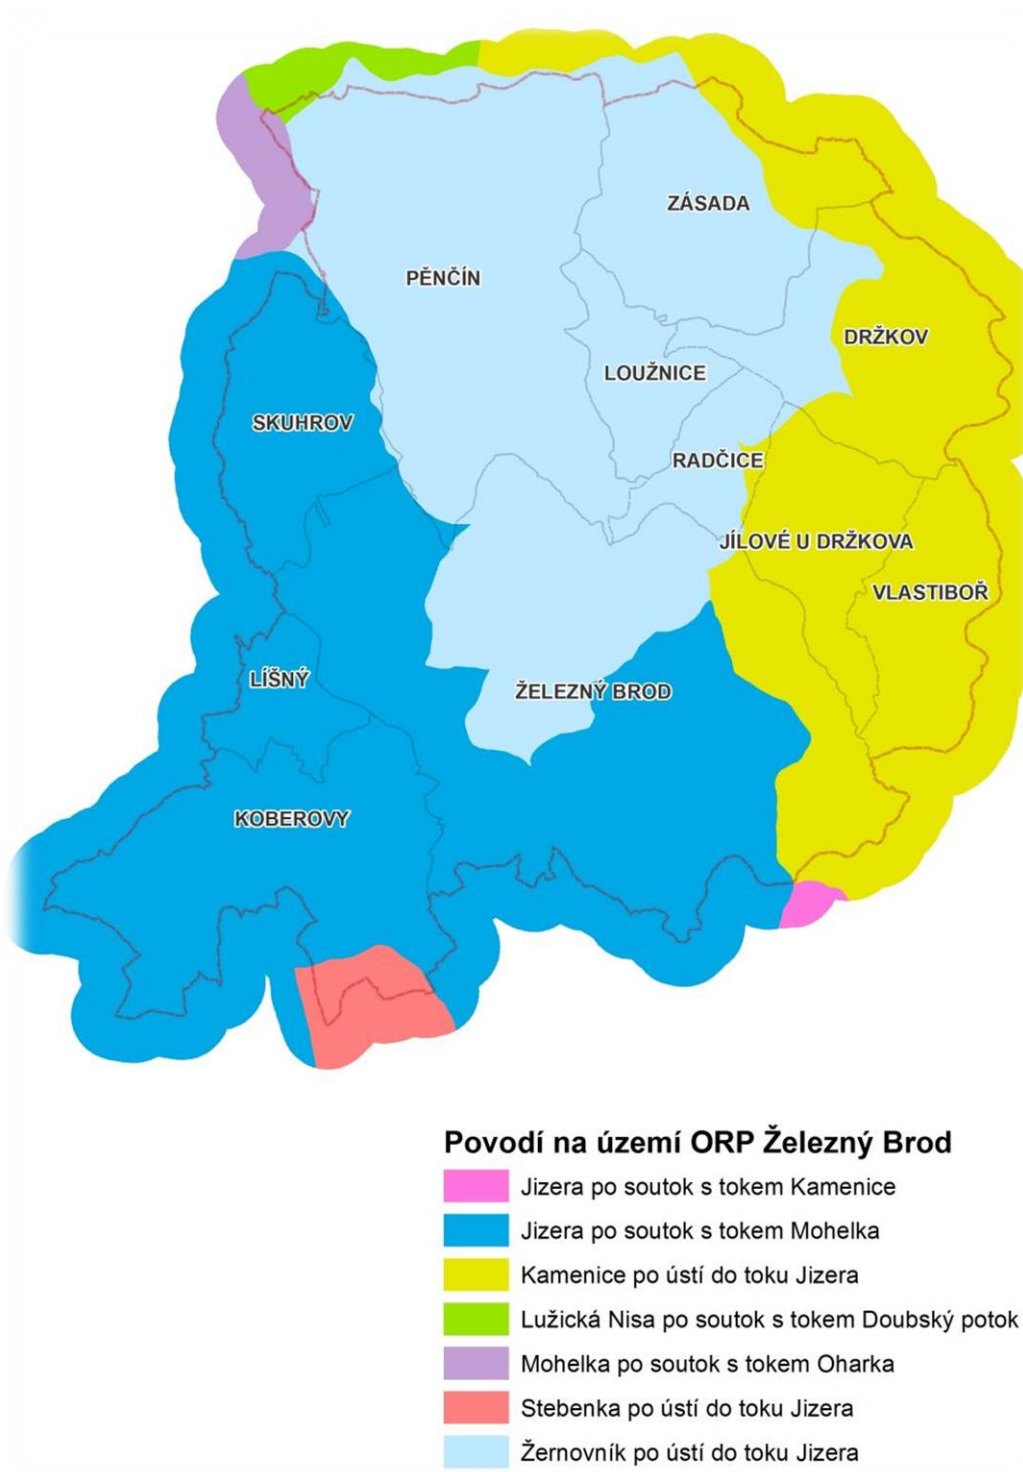 ZÁSADA
PĚNČÍN
DRŽKOV
LOUŽNICE
SKUHROV
RADČICE
JÍLOVÉ U DRŽKOVA
VLASTIBOŘ
LÍŠNÝ
ŽELEZNÝ BROD
KOBEROVY
Povodí na území ORP Železný Brod
Jizera po soutok s tokem Kamenice
Jizera po soutok s tokem Mohelka
Kamenice po ústí do toku Jizera
Lužická Nisa po soutok s tokem Doubský potok
Mohelka po soutok s tokem Oharka
Stebenka po ústí do toku Jizera
Žernovník po ústí do toku Jizera